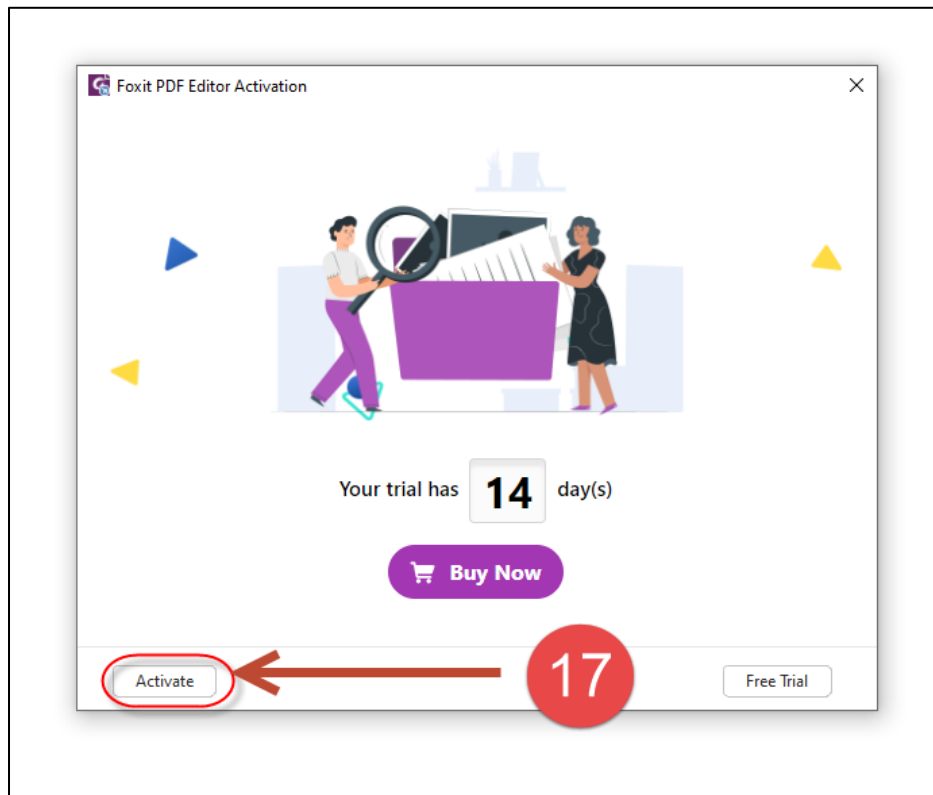 Foxit PDF Editor Activation
Your trial has 14 day(s)
Buy Now
Activate
17
Free Trial